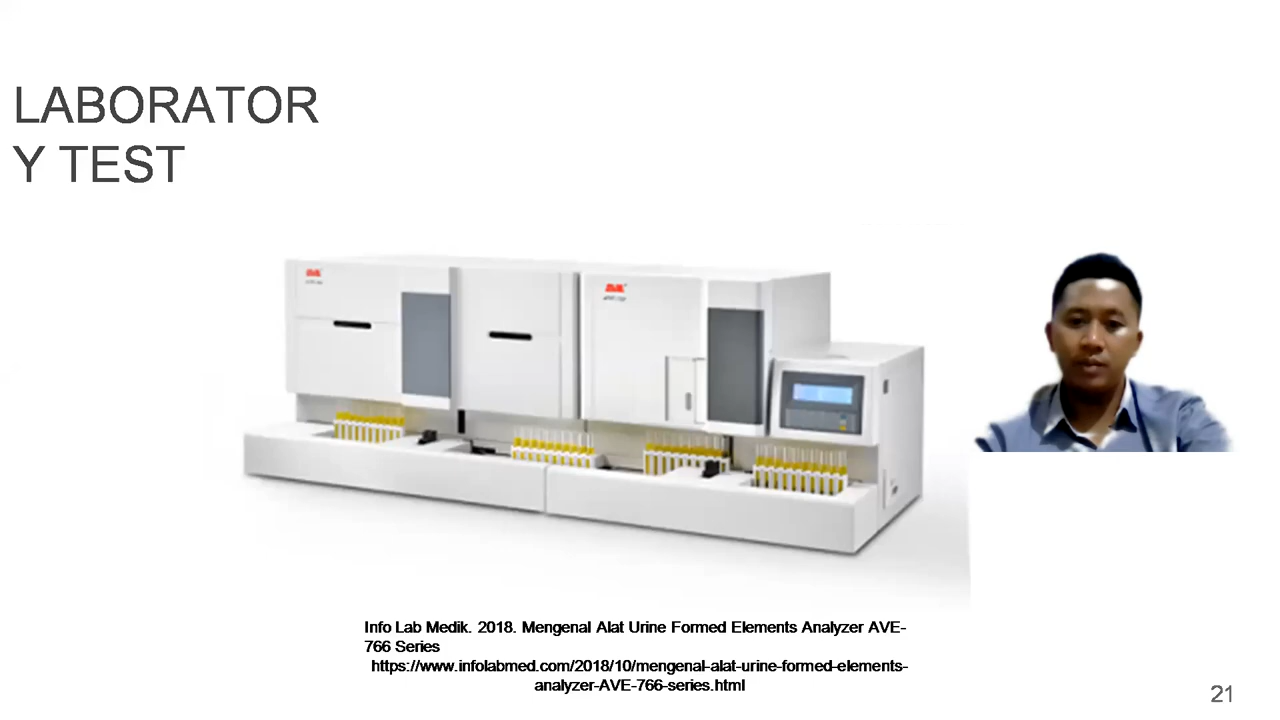 LABORATOR
Y TEST
Info Lab Medik. 2018. Mengenal Alat Urine Formed Elements Analyzer AVE-
766 Series
https://www.infolabmed.com/2018/10/mengenal-alat-urine-formed-elements-
analyzer-AVE-766-series.html
21